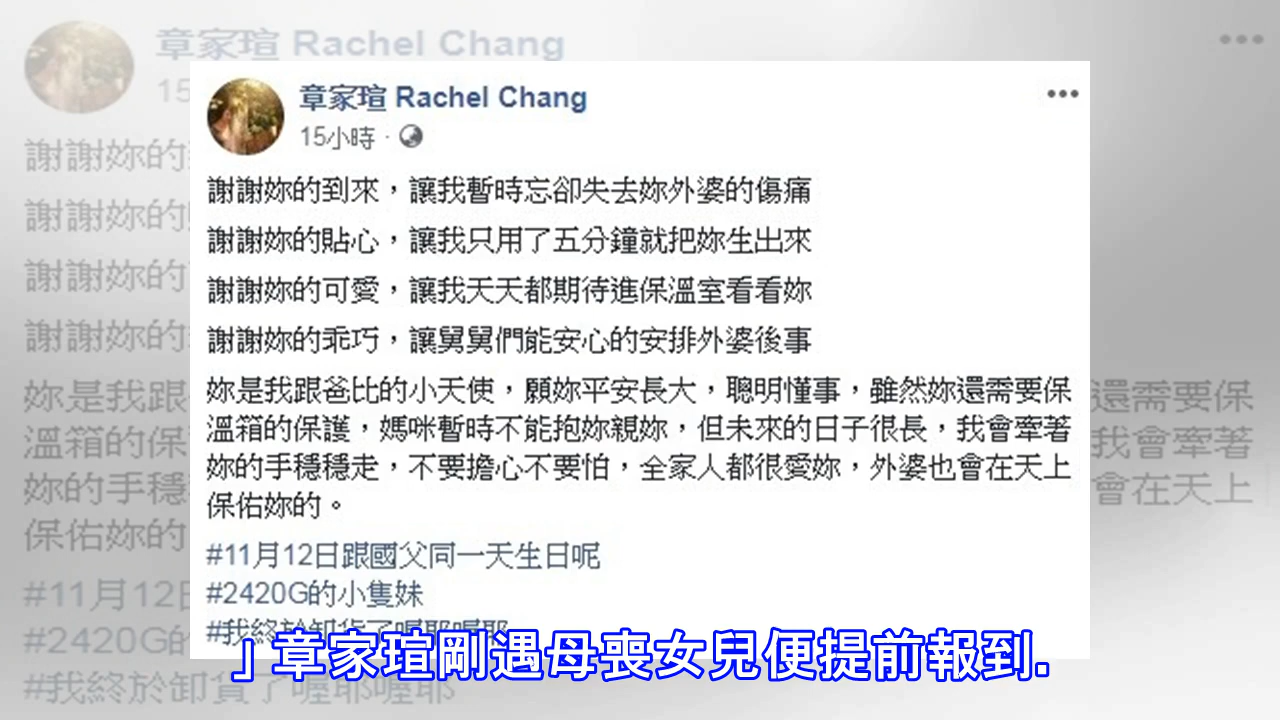 章家瑄 Rachel Chang
15小時
謝謝妳的到來，讓我暫時忘卻失去妳外婆的傷痛
謝謝妳的貼心，讓我只用了五分鐘就把妳生出來
謝謝妳的可愛，讓我天天都期待進保溫室看看妳
謝謝妳的乖巧，讓舅舅們能安心的安排外婆後事
妳是我跟爸比的小天使，願妳平安長大，聰明懂事，雖然妳還需要保
溫箱的保護，媽咪暫時不能抱妳親妳，但未來的日子很長，我會牽著
妳的手穩穩走，不要擔心不要怕，全家人都很愛妳，外婆也會在天上
保佑妳的。
#11月12日跟國父同一天生日呢
#2420G的小隻妹
#我終於卸貨了喔耶喔耶
」章家瑄剛遇母喪女兒便提前報到.